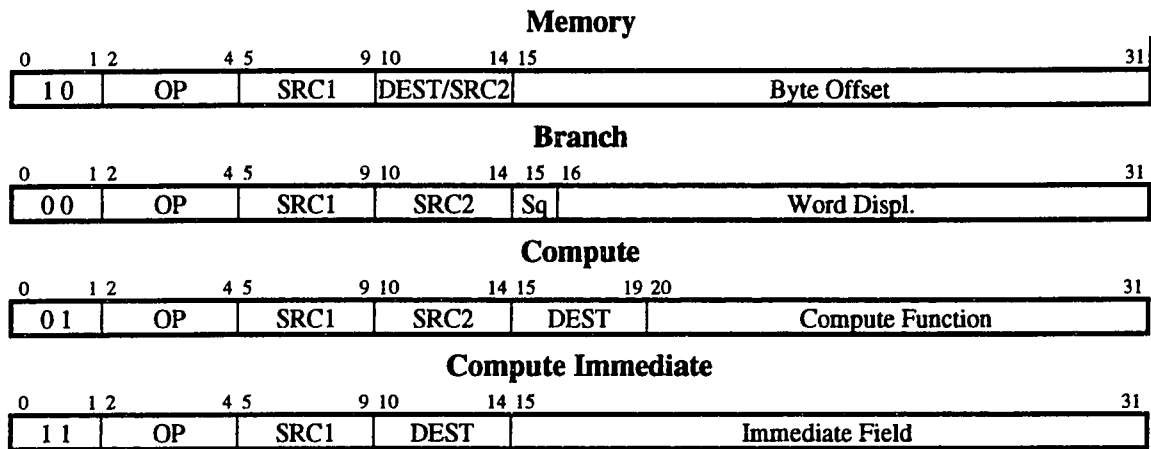 Memory
0 1 2 4 5 9 10 14 15 31
1 0 OP SRC1 DEST/SRC2 Byte Offset
Branch
0 1 2 4 5 9 10 14 15 16 31
0 0 OP SRC1 SRC2 Sq Word Displ.
Compute
0 1 2 4 5 9 10 14 15 19 20 31
0 1 OP SRC1 SRC2 DEST Compute Function
Compute Immediate
0 1 2 4 5 9 10 14 15 31
1 1 OP SRC1 DEST Immediate Field